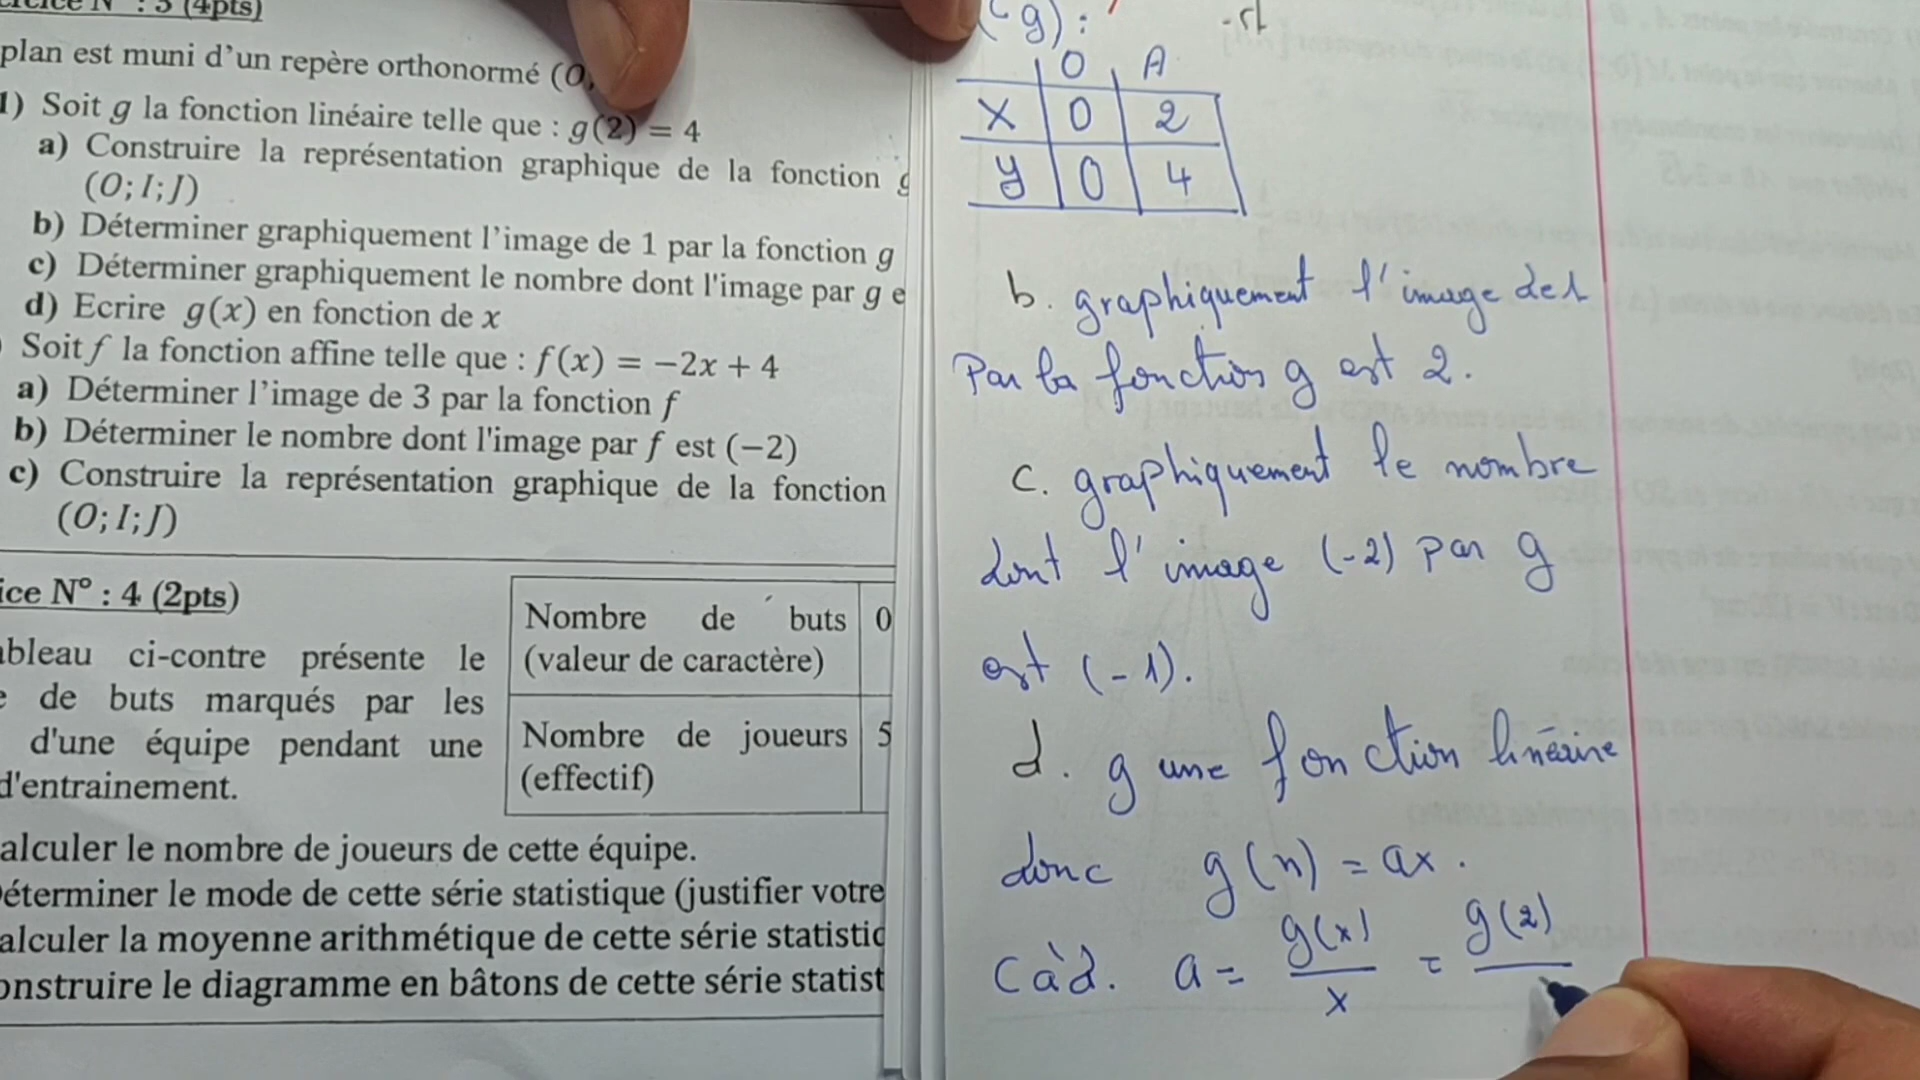 N° : 3 (4pts)
plan est muni d'un repère orthonormé (O,
1) Soit g la fonction linéaire telle que : g(2) = 4
a) Construire la représentation graphique de la fonction g
(O; I; J)
b) Déterminer graphiquement l'image de 1 par la fonction g
c) Déterminer graphiquement le nombre dont l'image par g e
d) Ecrire g(x) en fonction de x
Soit f la fonction affine telle que : f(x) = −2x + 4
a) Déterminer l'image de 3 par la fonction f
b) Déterminer le nombre dont l'image par f est (−2)
c) Construire la représentation graphique de la fonction
(O; I; J)
ice N° : 4 (2pts)
ableau ci-contre présente le
e de buts marqués par les
d'une équipe pendant une
d'entrainement.
Nombre de buts 0
(valeur de caractère)
Nombre de joueurs 5
(effectif)
alculer le nombre de joueurs de cette équipe.
éterminer le mode de cette série statistique (justifier votre
alculer la moyenne arithmétique de cette série statistic
onstruire le diagramme en bâtons de cette série statist
(g) :
O A
x 0 2
y 0 4
b. graphiquement l'image de 1
Par la fonction g est 2.
c. graphiquement le nombre
dont l'image (-2) par g
est (-1).
d. g une fonction linéaire
donc g(x) = ax.
Càd. a = g(x)/x = g(2)/